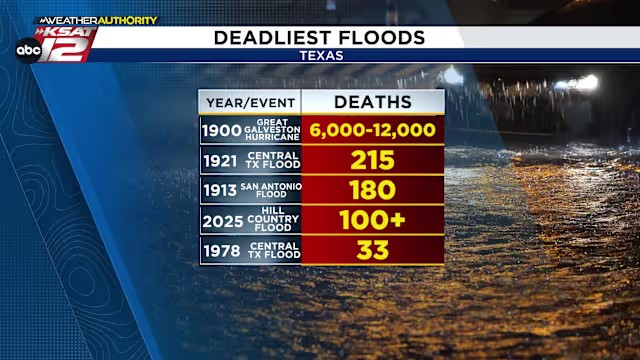 WEATHER AUTHORITY
KSAT
abc 12
DEADLIEST FLOODS
TEXAS
YEAR/EVENT DEATHS
1900 GREAT GALVESTON HURRICANE 6,000-12,000
1921 CENTRAL TX FLOOD 215
1913 SAN ANTONIO FLOOD 180
2025 HILL COUNTRY FLOOD 100+
1978 CENTRAL TX FLOOD 33